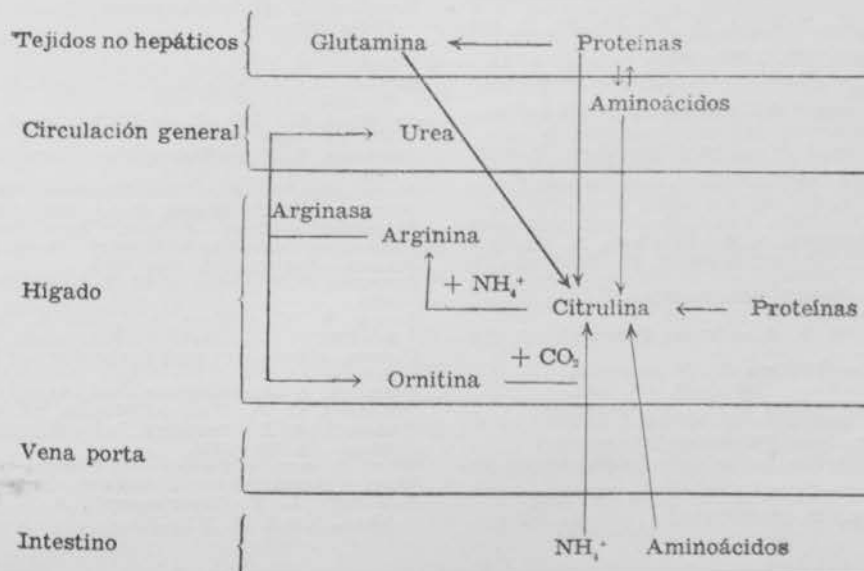 Tejidos no hepáticos Glutamina Proteínas
Aminoácidos
Circulación general Urea
Arginasa
Arginina
+ NH₄⁺
Hígado Citrulina Proteínas
+ CO₂
Ornitina
Vena porta
Intestino NH₄⁺ Aminoácidos